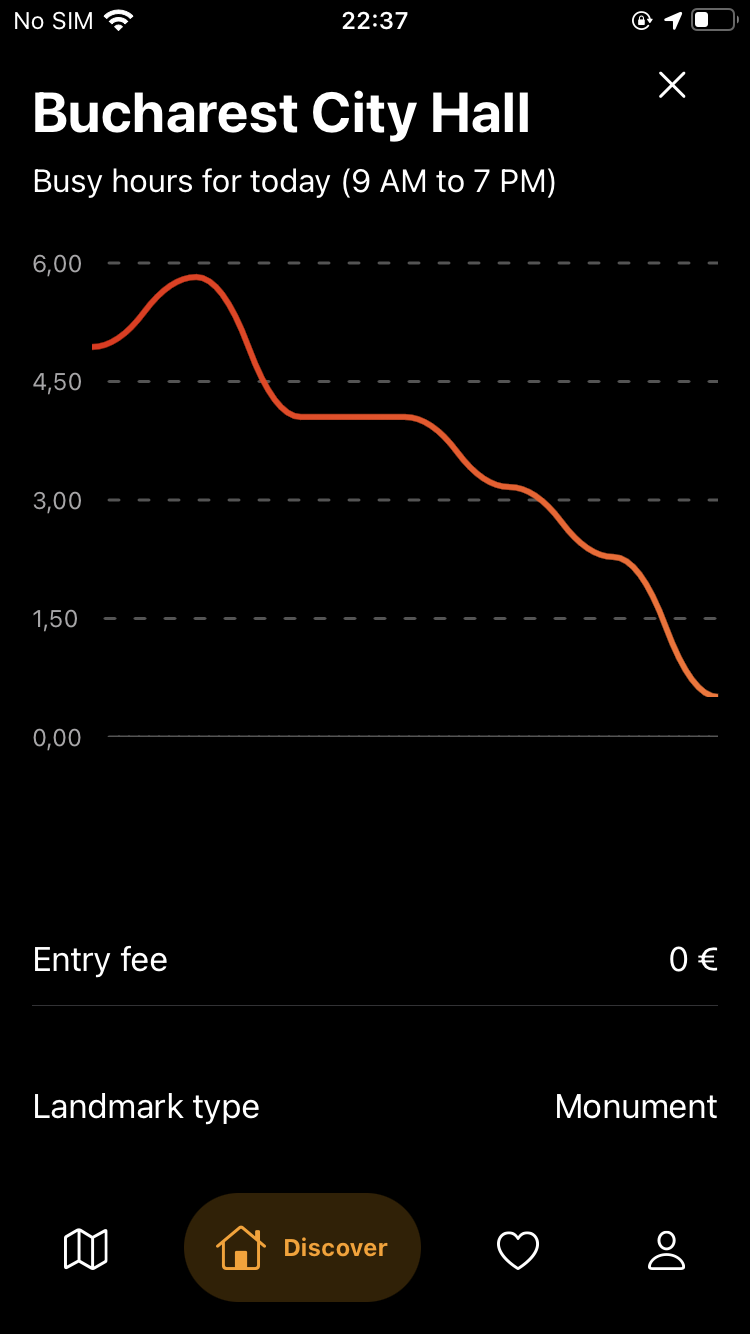 No SIM 22:37
Bucharest City Hall
Busy hours for today (9 AM to 7 PM)
6,00
4,50
3,00
1,50
0,00
Entry fee 0 €
Landmark type Monument
Discover